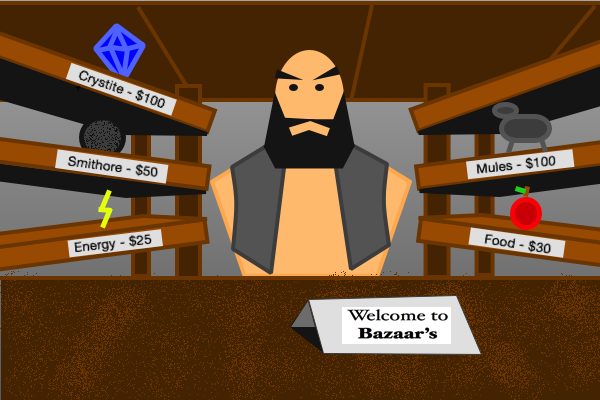 Crystite - $100
Smithore - $50
Energy - $25
Mules - $100
Food - $30
Welcome to
Bazaar's